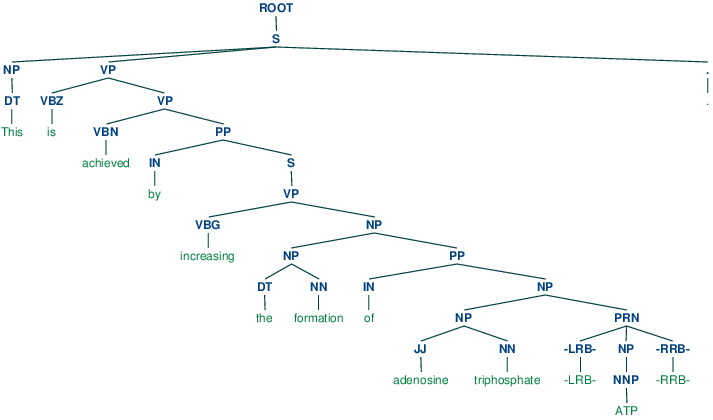 ROOT
S
NP VP .
DT VBZ VP .
This is VBN PP
achieved IN S
by VP
VBG NP
increasing NP PP
DT NN IN NP
the formation of NP PRN
JJ NN -LRB- NP -RRB-
adenosine triphosphate -LRB- NNP -RRB-
ATP